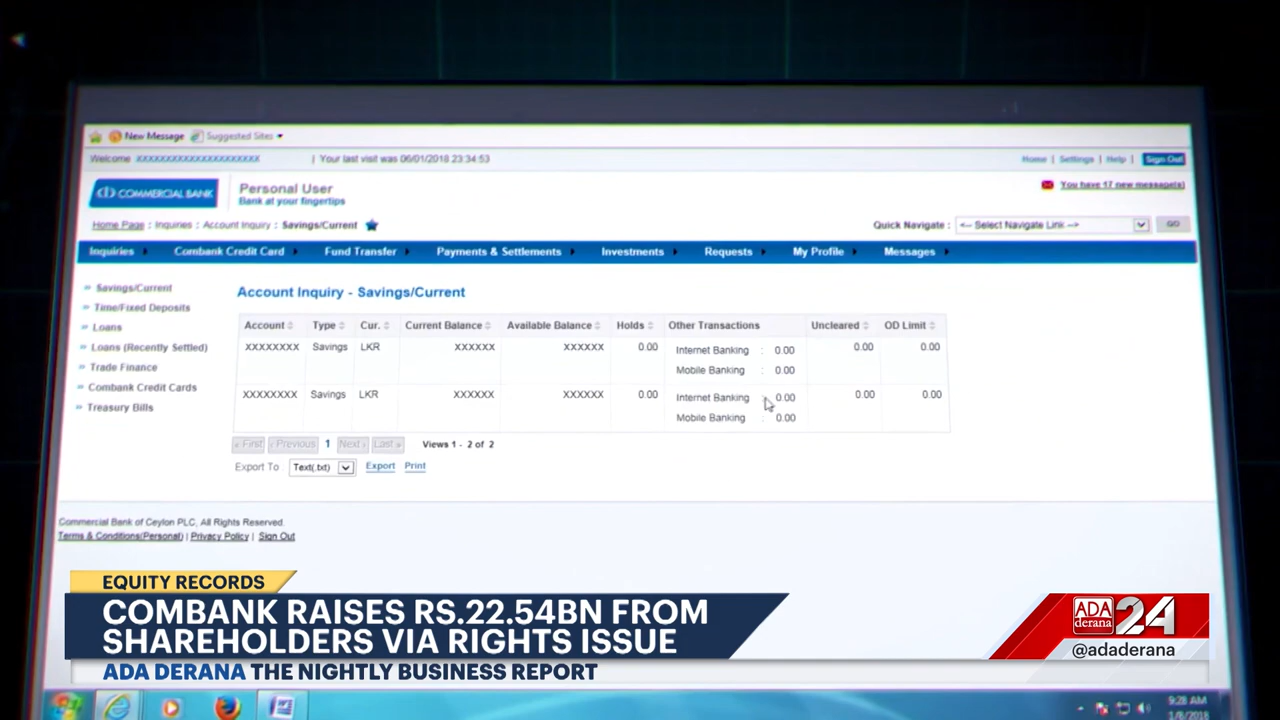 New Message Suggested Sites
Welcome XXXXXXXXXXXXXXXXXXXXX | Your last visit was 06/01/2018 23:34:53 Home | Settings | Help | Sign Out
COMMERCIAL BANK
Personal User
Bank at your fingertips
You have 17 new message(s)
Home Page : Inquiries : Account Inquiry : Savings/Current
Quick Navigate : <-- Select Navigate Link --> GO
Inquiries Combank Credit Card Fund Transfer Payments & Settlements Investments Requests My Profile Messages
» Savings/Current
» Time/Fixed Deposits
» Loans
» Loans (Recently Settled)
» Trade Finance
» Combank Credit Cards
» Treasury Bills
Account Inquiry - Savings/Current
Account Type Cur. Current Balance Available Balance Holds Other Transactions Uncleared OD Limit
XXXXXXXX Savings LKR XXXXXX XXXXXX 0.00 Internet Banking : 0.00 0.00 0.00
Mobile Banking : 0.00
XXXXXXXX Savings LKR XXXXXX XXXXXX 0.00 Internet Banking : 0.00 0.00 0.00
Mobile Banking : 0.00
« First ‹ Previous 1 Next › Last » Views 1 - 2 of 2
Export To Text(.txt) Export Print
Commercial Bank of Ceylon PLC, All Rights Reserved.
Terms & Conditions(Personal) | Privacy Policy | Sign Out
EQUITY RECORDS
COMBANK RAISES RS.22.54BN FROM
SHAREHOLDERS VIA RIGHTS ISSUE
ADA DERANA THE NIGHTLY BUSINESS REPORT
ADA
derana 24
@adaderana
9:28 AM
1/8/2018